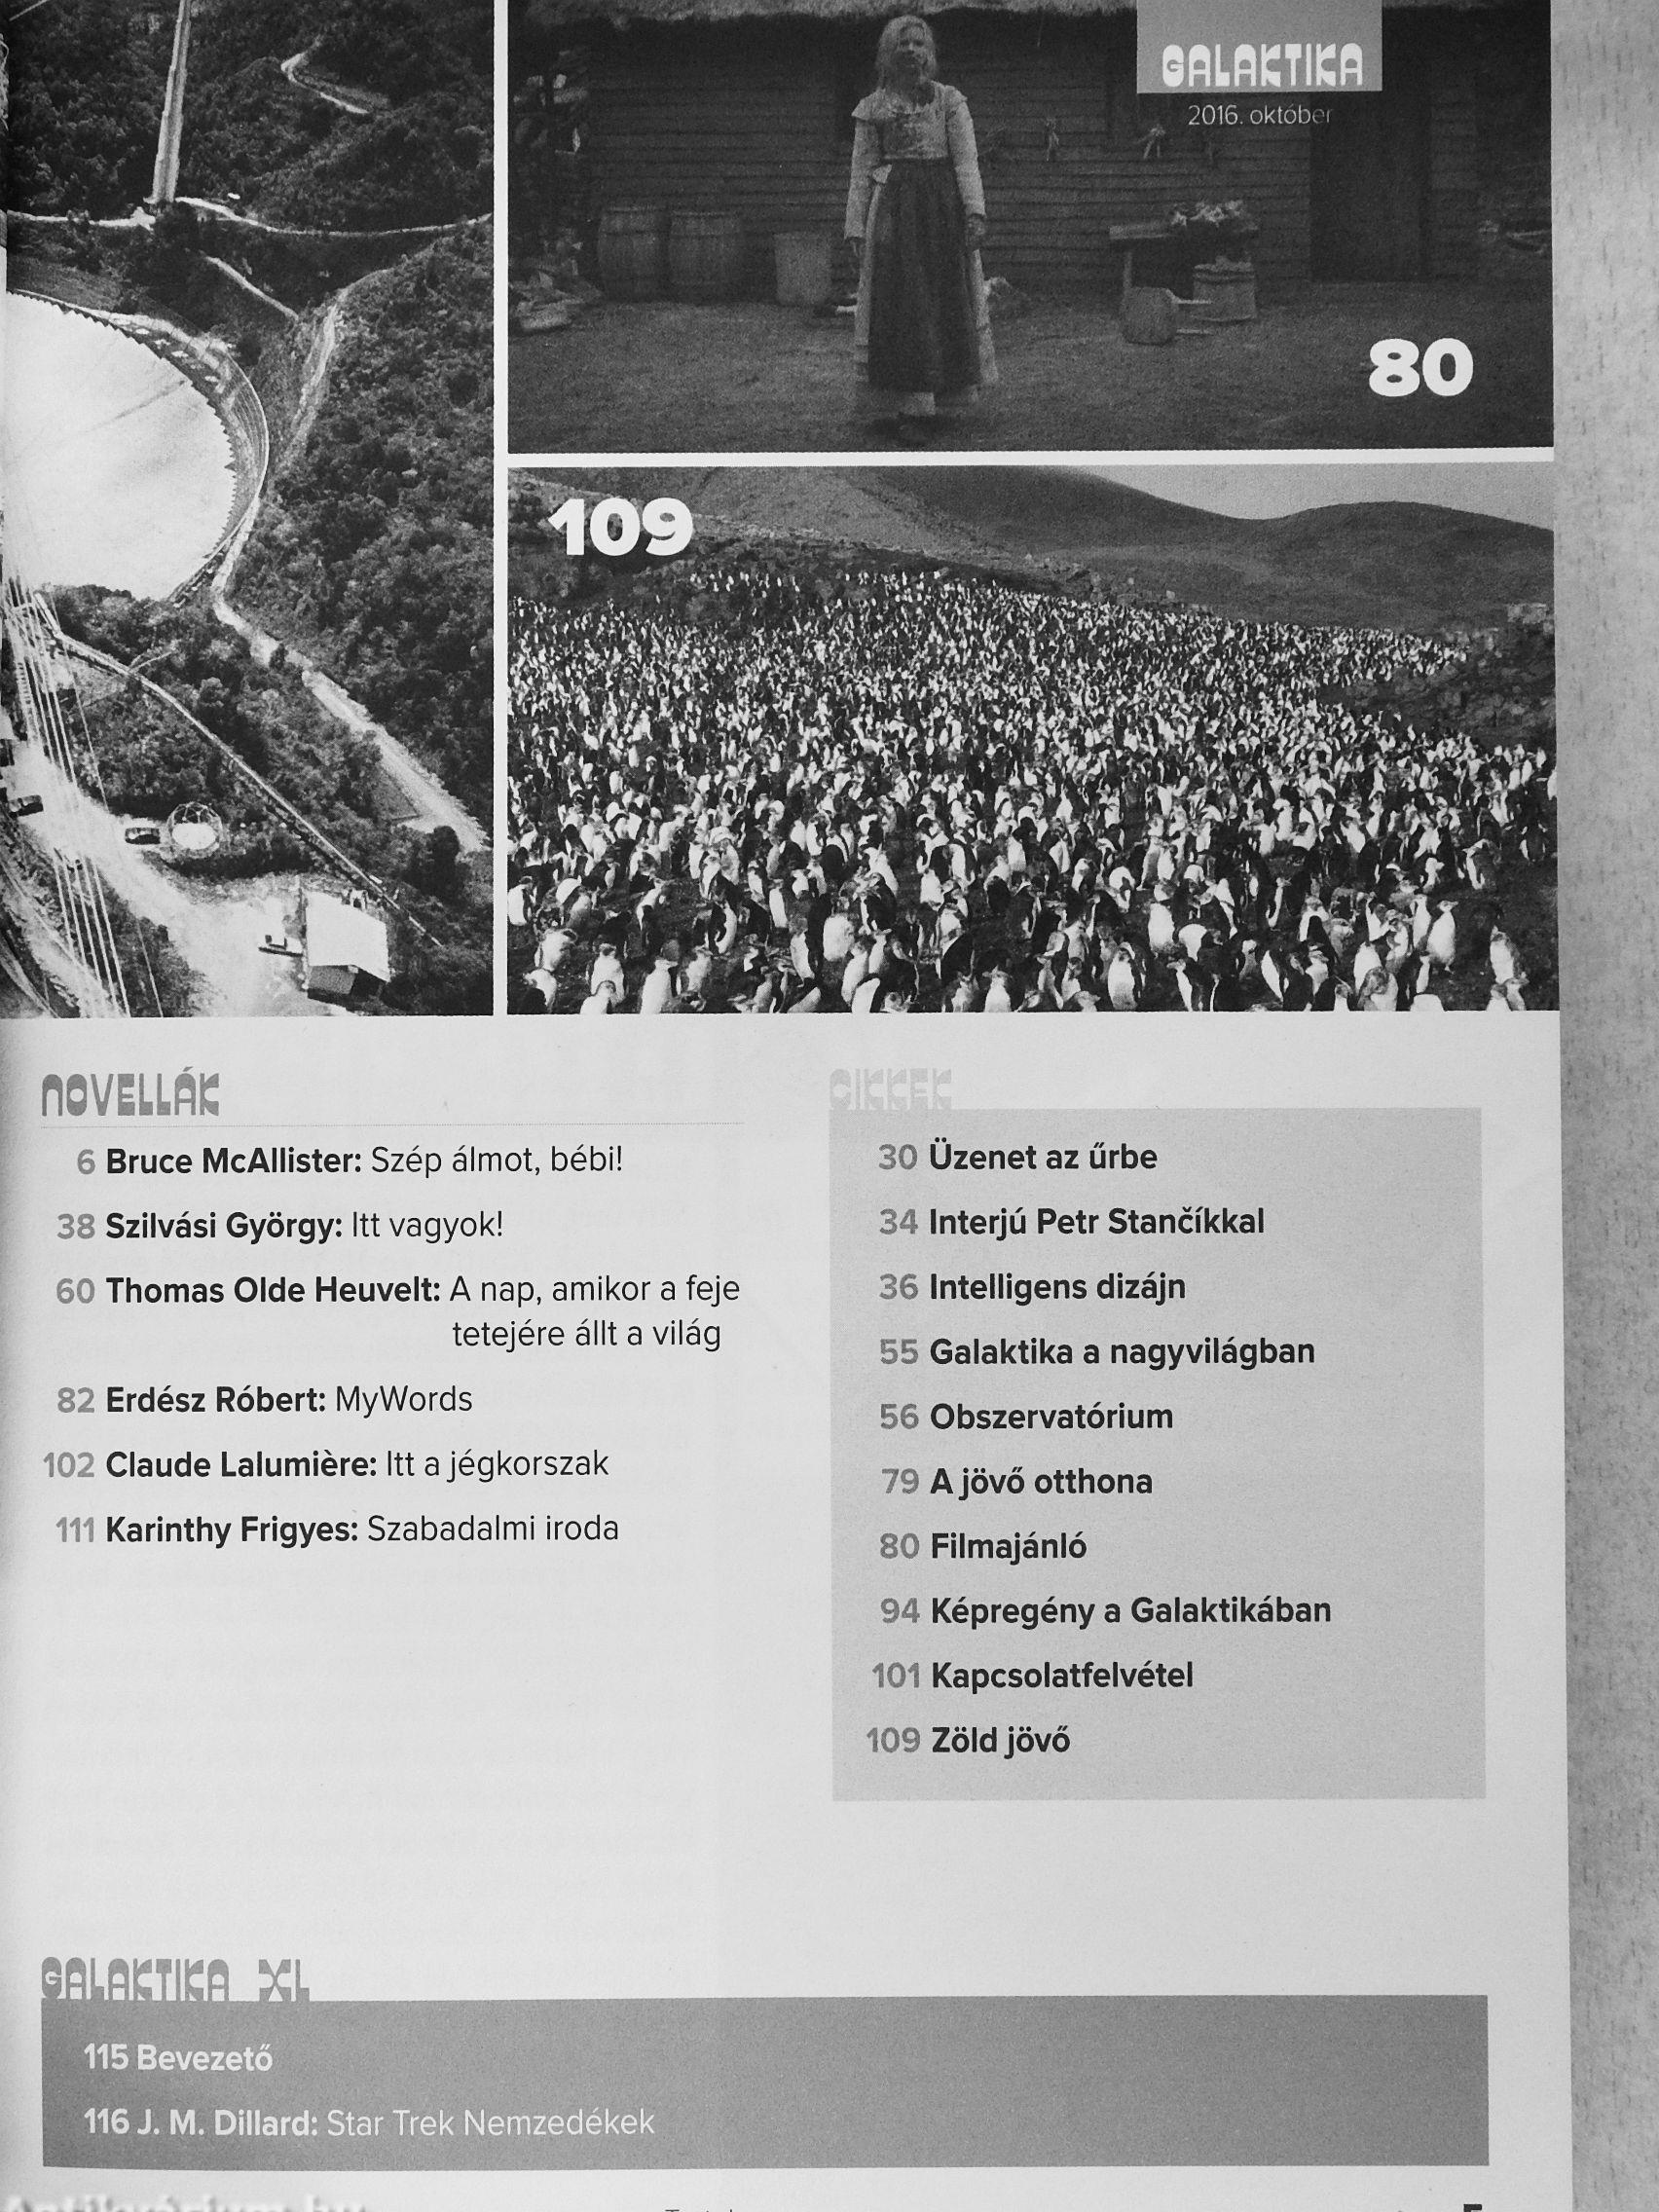 GALAKTIKA
2016. október
80
109
NOVELLÁK
6 Bruce McAllister: Szép álmot, bébi!
38 Szilvási György: Itt vagyok!
60 Thomas Olde Heuvelt: A nap, amikor a feje
tetejére állt a világ
82 Erdész Róbert: MyWords
102 Claude Lalumière: Itt a jégkorszak
111 Karinthy Frigyes: Szabadalmi iroda
CIKKEK
30 Üzenet az űrbe
34 Interjú Petr Stančíkkal
36 Intelligens dizájn
55 Galaktika a nagyvilágban
56 Obszervatórium
79 A jövő otthona
80 Filmajánló
94 Képregény a Galaktikában
101 Kapcsolatfelvétel
109 Zöld jövő
GALAKTIKA XL
115 Bevezető
116 J. M. Dillard: Star Trek Nemzedékek